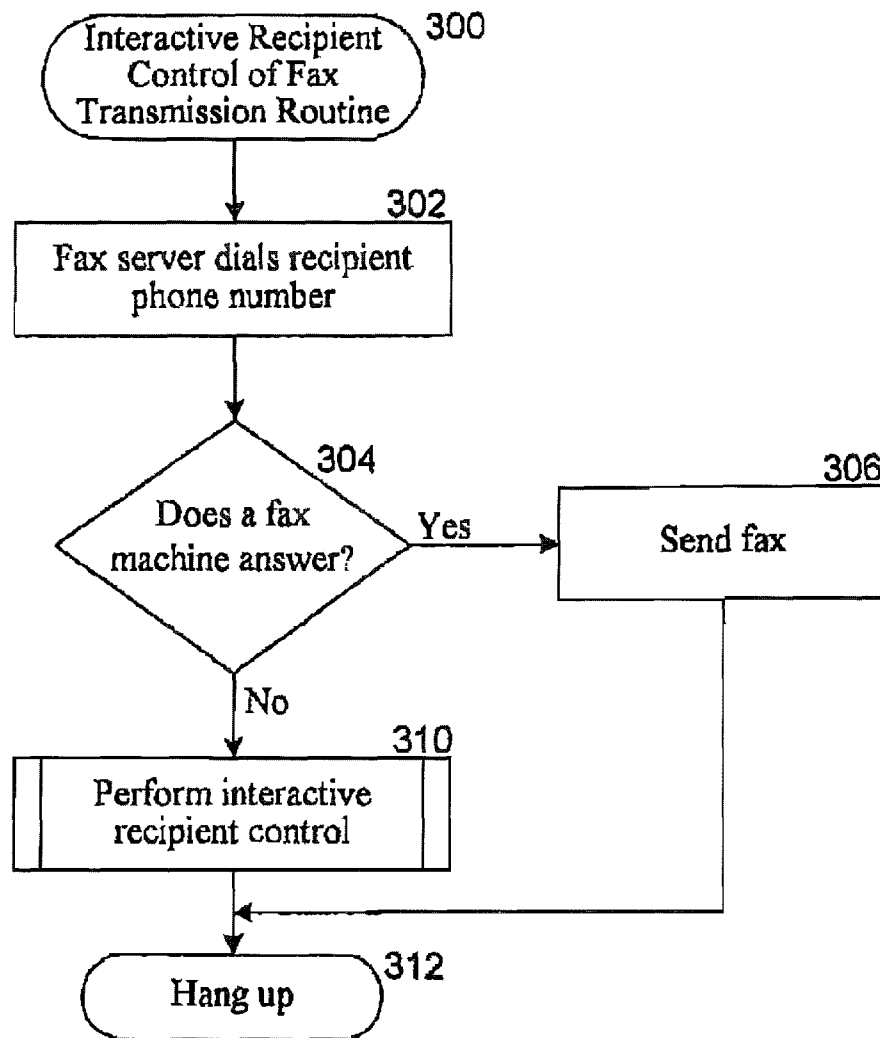 Interactive Recipient
Control of Fax
Transmission Routine
300
302
Fax server dials recipient
phone number
304
Does a fax
machine answer?
Yes
306
Send fax
No
310
Perform interactive
recipient control
312
Hang up